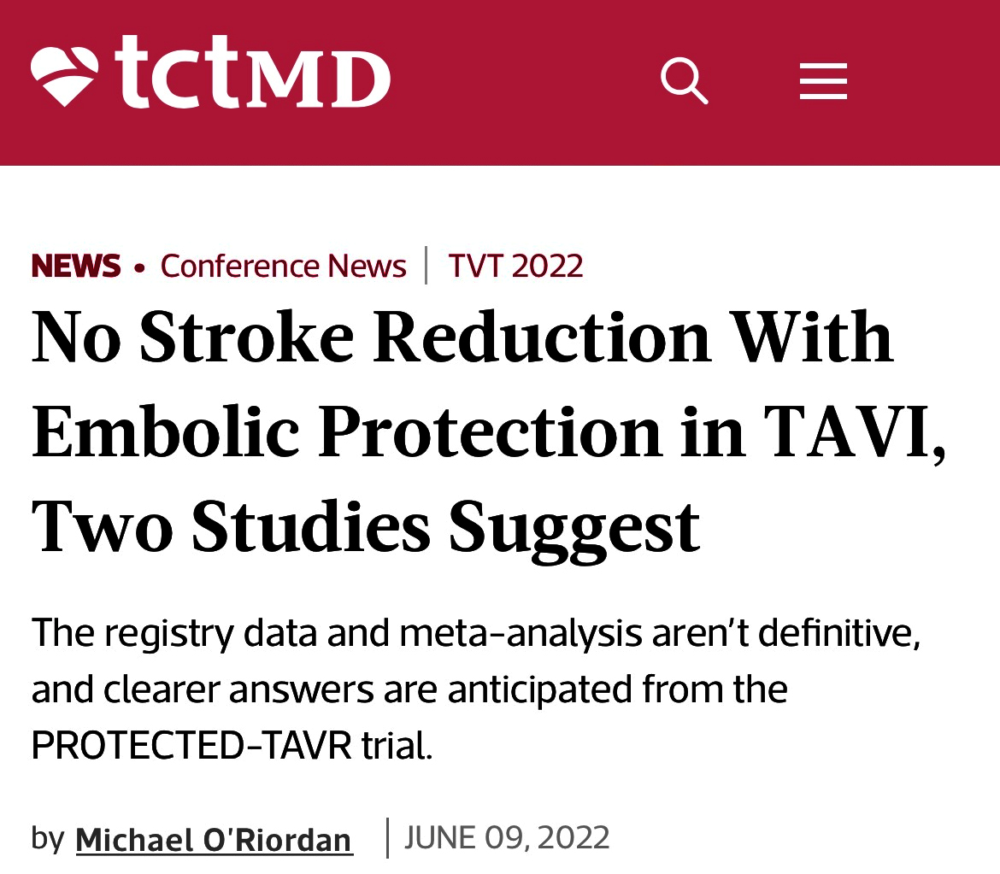 tctMD
NEWS • Conference News | TVT 2022
No Stroke Reduction With
Embolic Protection in TAVI,
Two Studies Suggest
The registry data and meta-analysis aren’t definitive,
and clearer answers are anticipated from the
PROTECTED-TAVR trial.
by Michael O'Riordan | JUNE 09, 2022